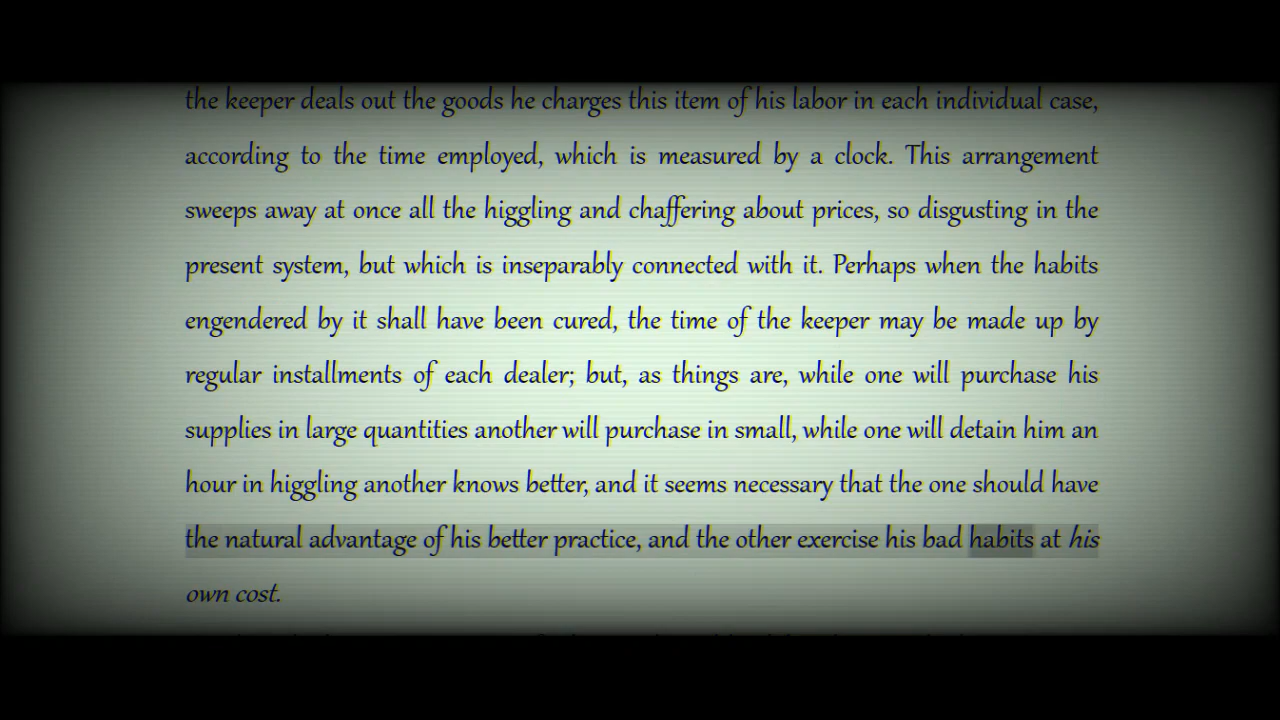 the keeper deals out the goods he charges this item of his labor in each individual case,
according to the time employed, which is measured by a clock. This arrangement
sweeps away at once all the higgling and chaffering about prices, so disgusting in the
present system, but which is inseparably connected with it. Perhaps when the habits
engendered by it shall have been cured, the time of the keeper may be made up by
regular installments of each dealer; but, as things are, while one will purchase his
supplies in large quantities another will purchase in small, while one will detain him an
hour in higgling another knows better, and it seems necessary that the one should have
the natural advantage of his better practice, and the other exercise his bad habits at his
own cost.